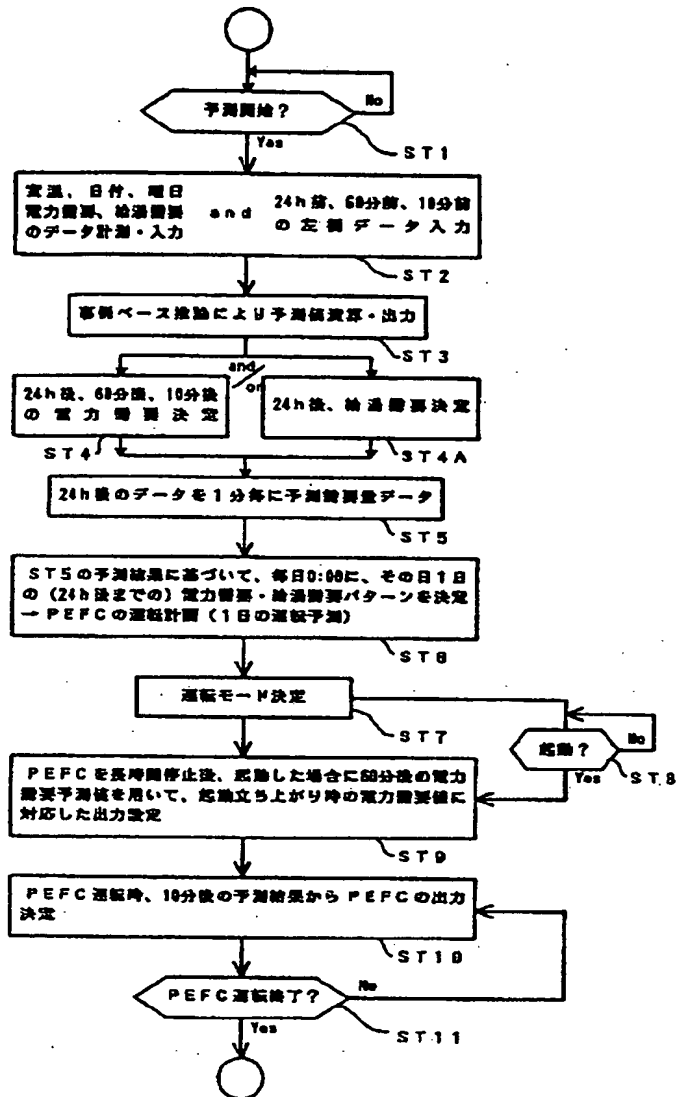 予測開始？
No
Yes
ST1
室温、日付、曜日
電力需要、給湯需要
のデータ計測・入力
and
24h前、60分前、10分前
の左欄データ入力
ST2
事例ベース推論により予測値演算・出力
ST3
and/or
24h後、60分後、10分後
の電力需要決定
ST4
24h後、給湯需要決定
ST4A
24h後のデータを1分毎に予測需要量データ
ST5
ST5の予測結果に基づいて、毎日0:00に、その日1日
の(24h後までの)電力需要・給湯需要パターンを決定
→PEFCの運転計画(1日の運転予測)
ST6
運転モード決定
ST7
起動？
No
Yes
ST8
PEFCを長時間停止後、起動した場合に60分後の電力
需要予測値を用いて、起動立ち上がり時の電力需要値に
対応した出力設定
ST9
PEFC運転時、10分後の予測結果からPEFCの出力
決定
ST10
PEFC運転終了？
No
Yes
ST11